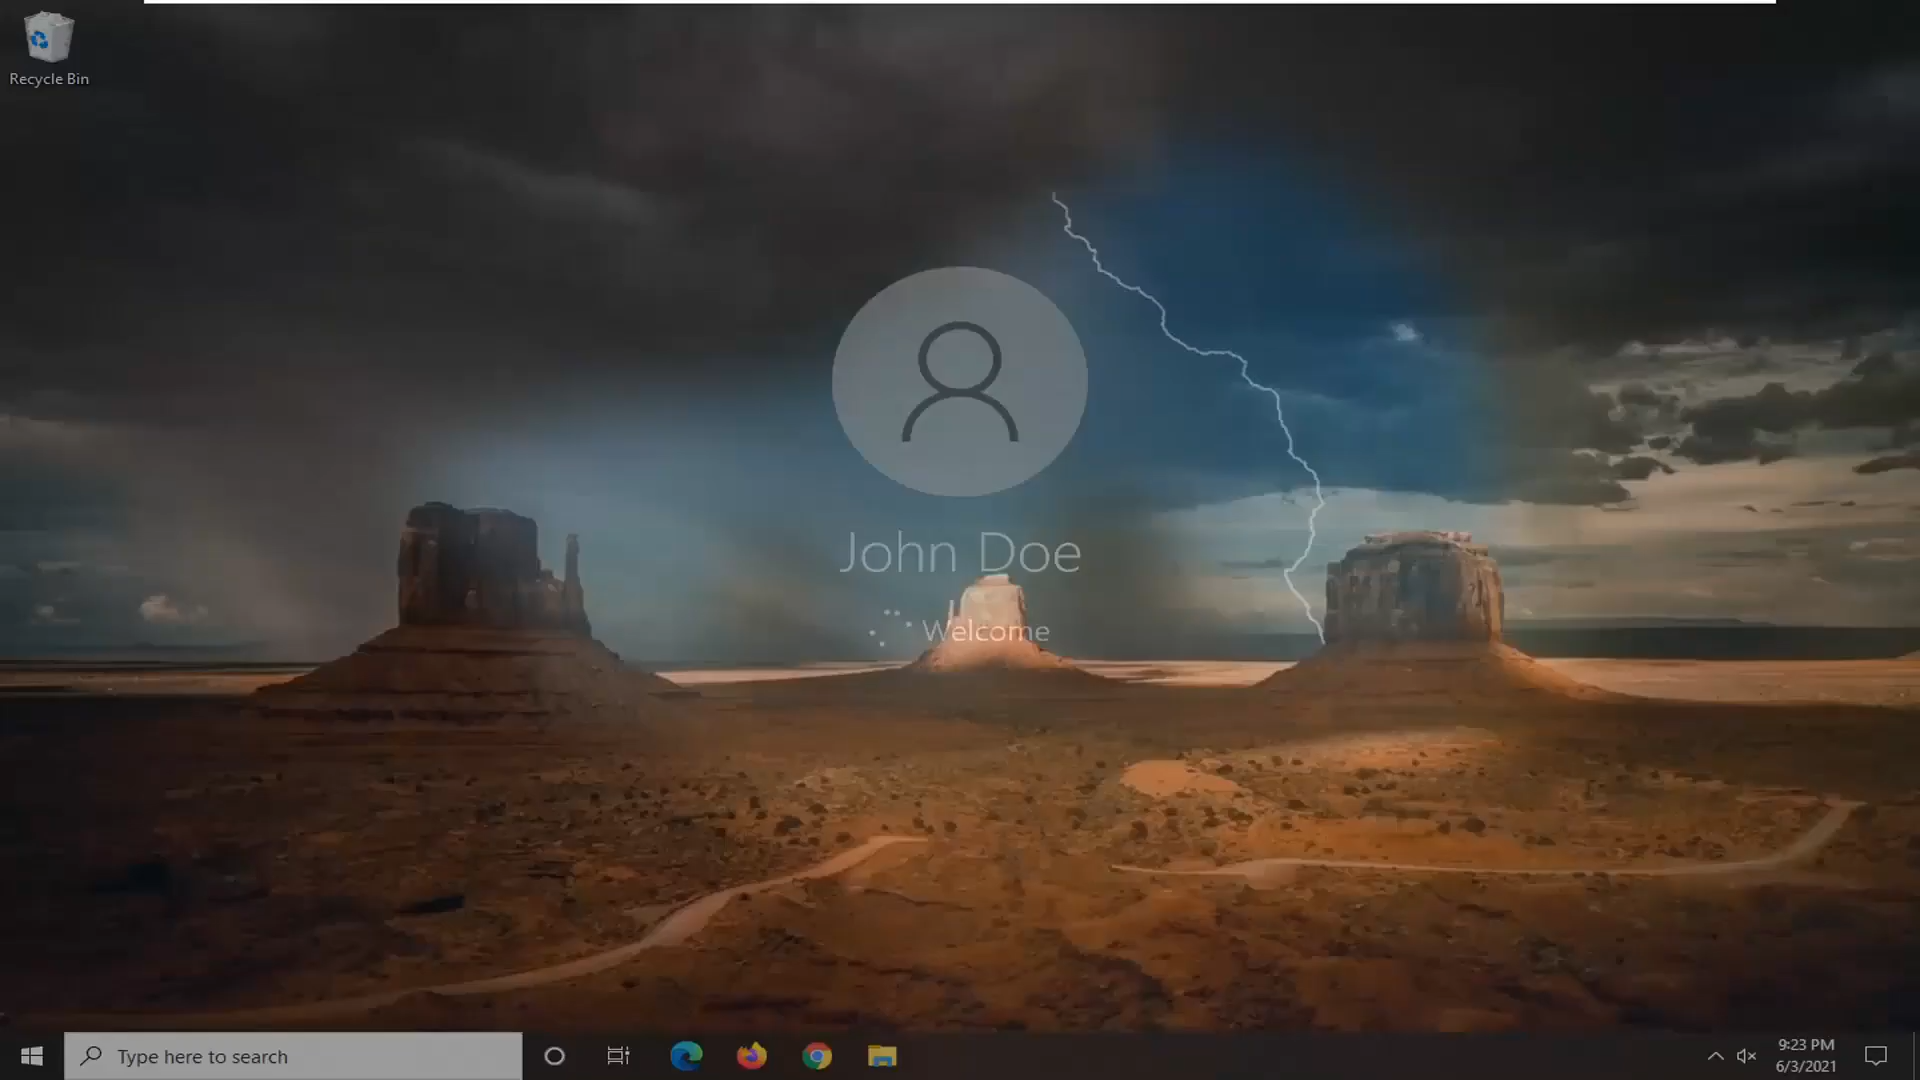 Recycle Bin
John Doe
Welcome
Type here to search
9:23 PM
6/3/2021